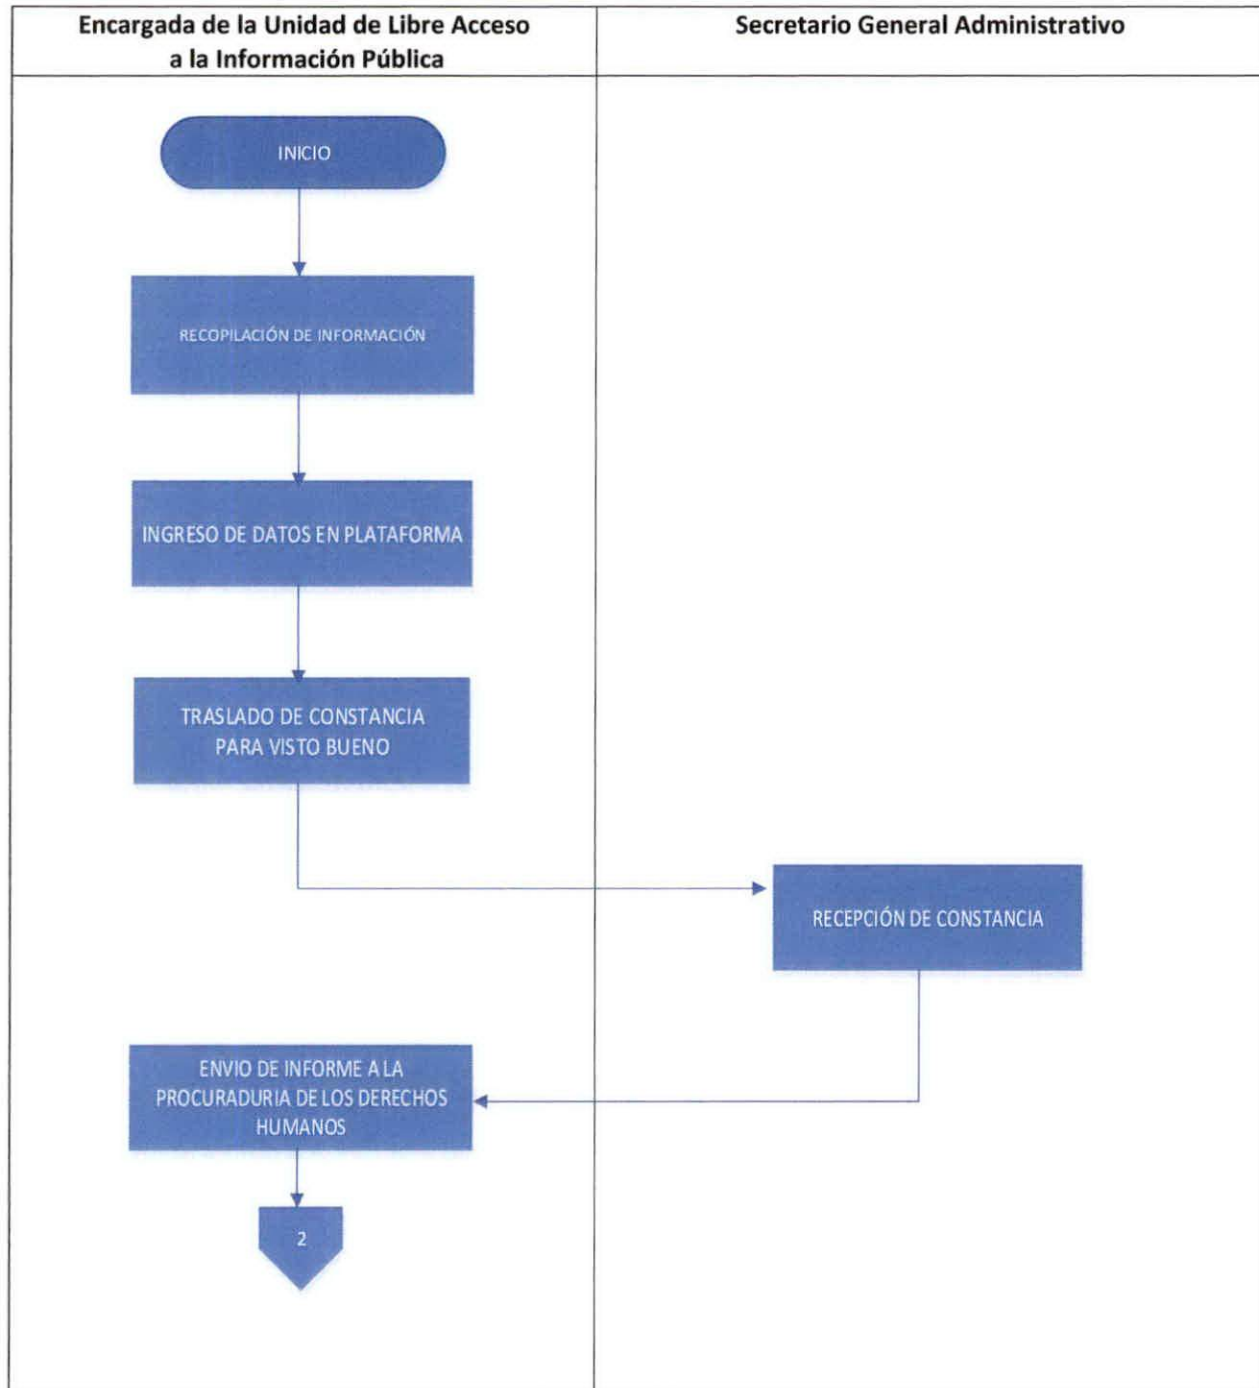 Encargada de la Unidad de Libre Acceso
a la Información Pública
Secretario General Administrativo
INICIO
RECOPILACIÓN DE INFORMACIÓN
INGRESO DE DATOS EN PLATAFORMA
TRASLADO DE CONSTANCIA
PARA VISTO BUENO
RECEPCIÓN DE CONSTANCIA
ENVIO DE INFORME A LA
PROCURADURIA DE LOS DERECHOS
HUMANOS
2